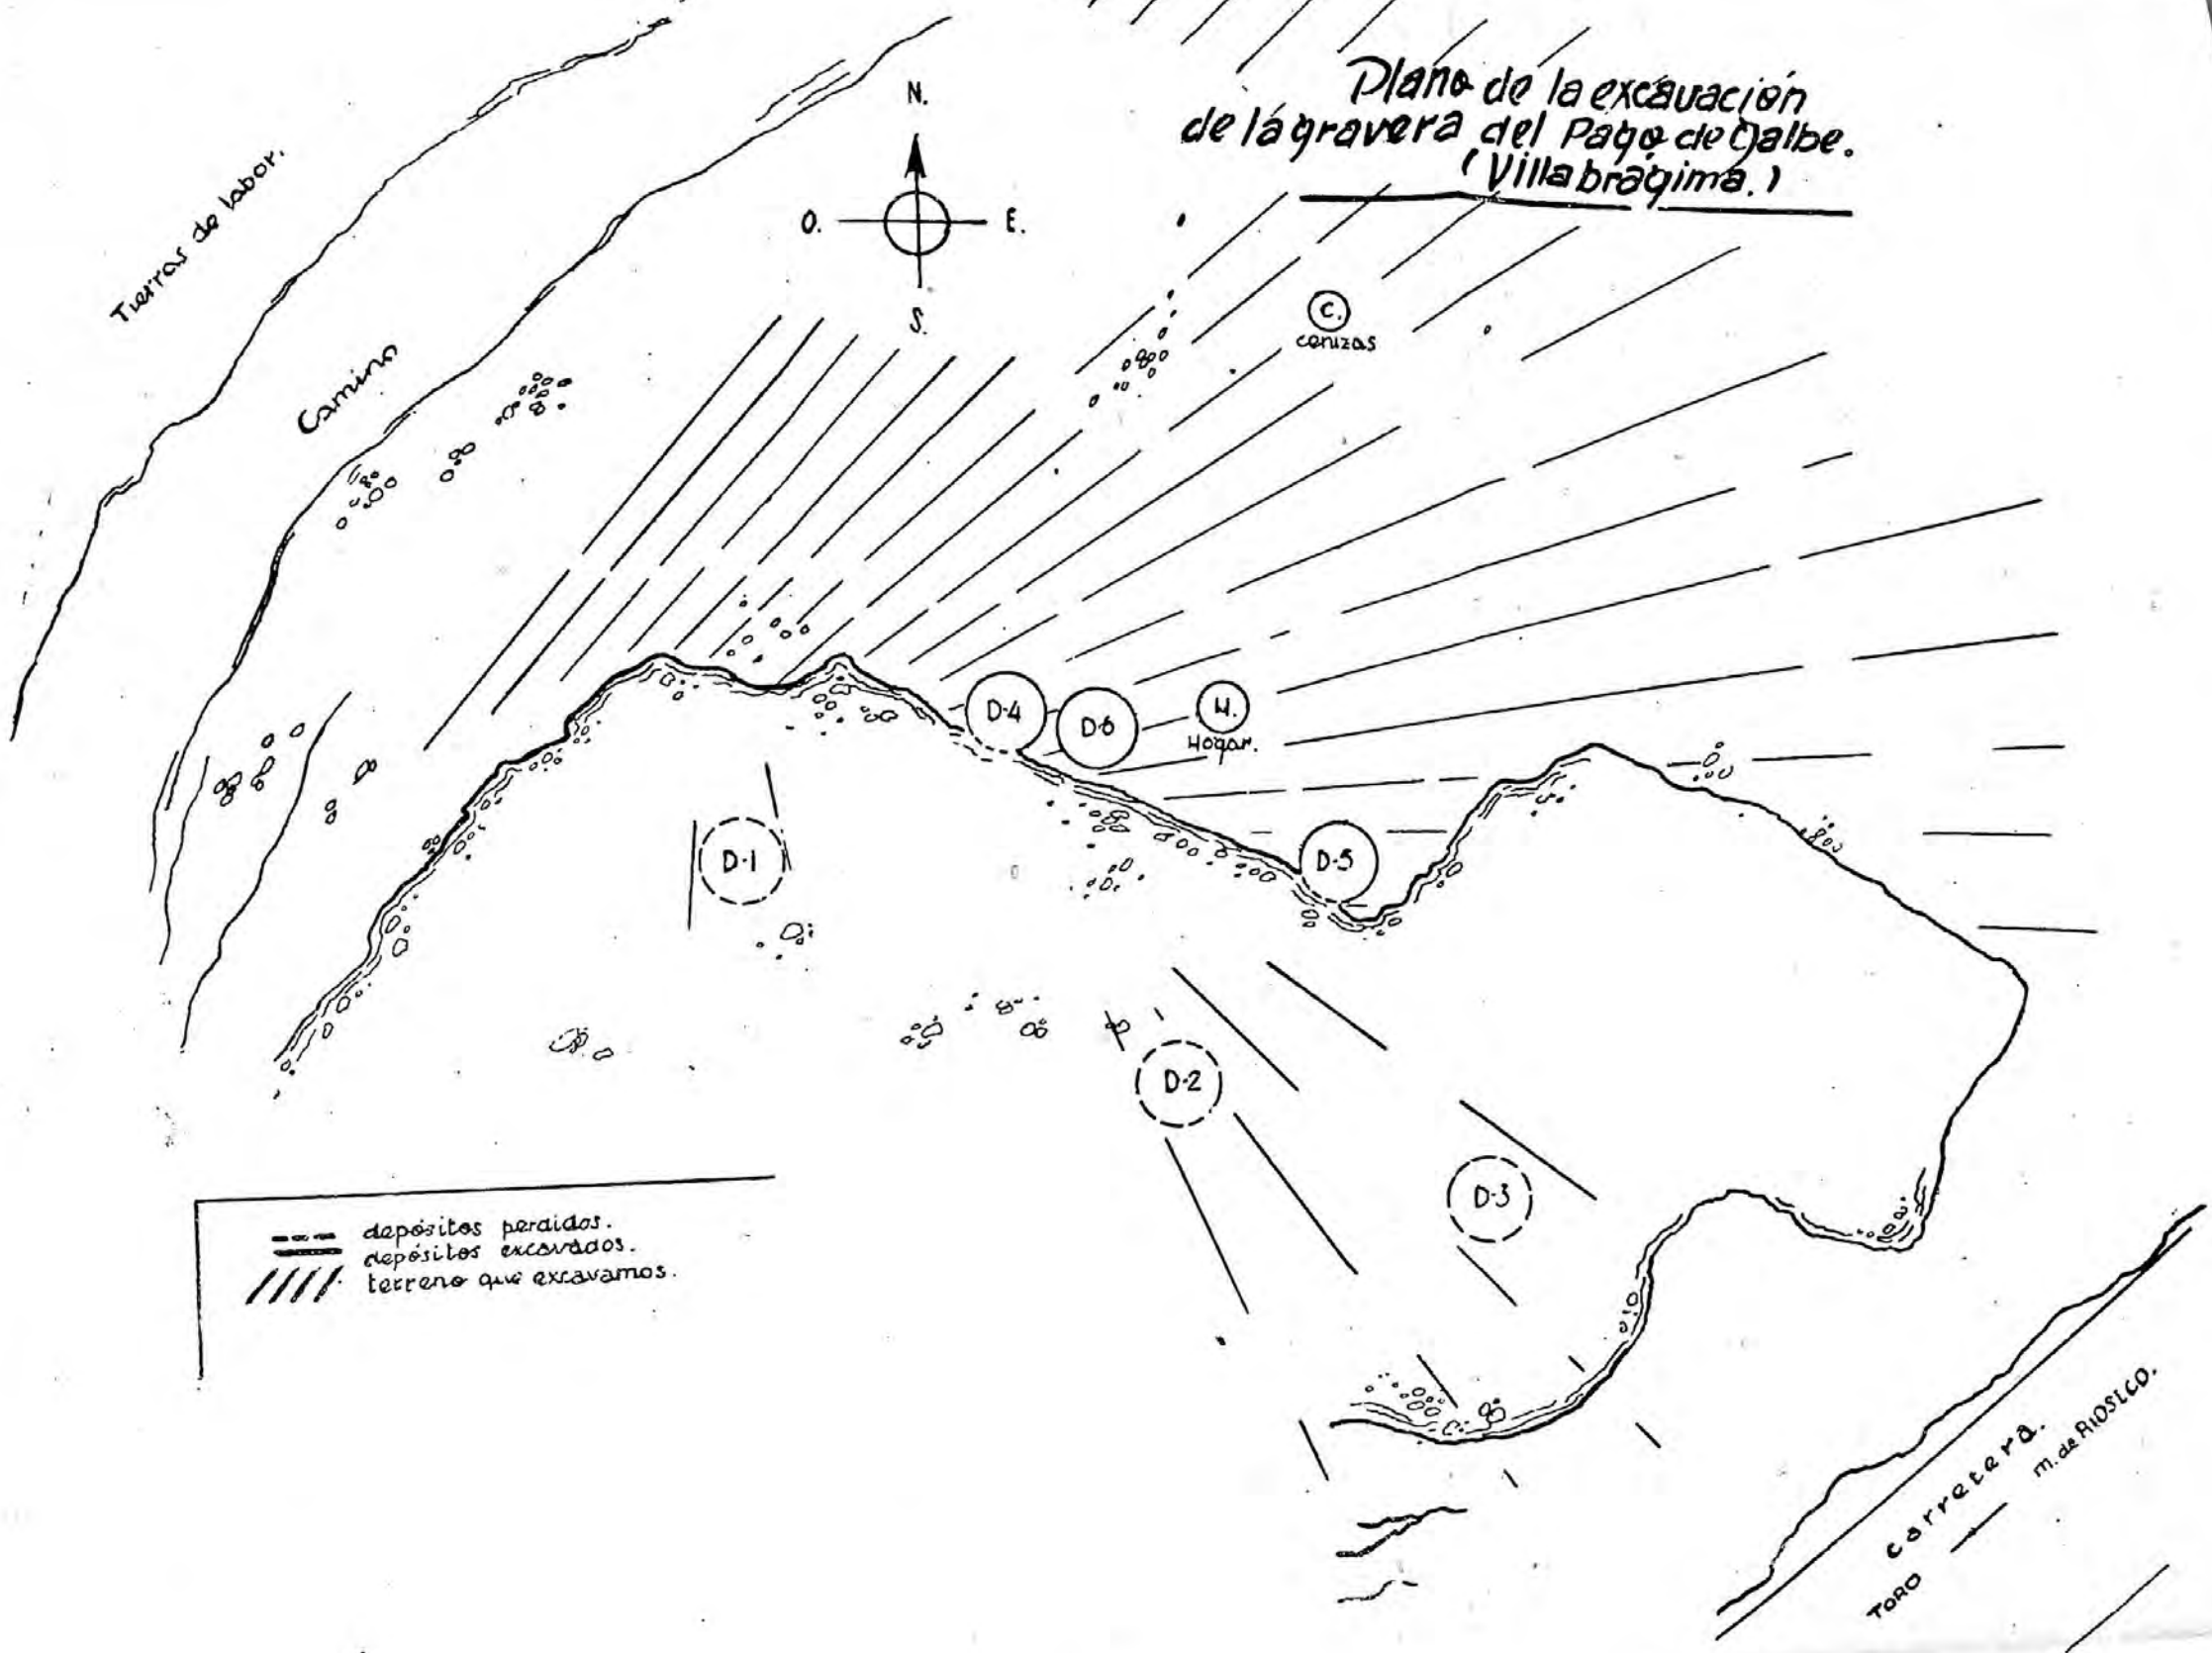 Plano de la excavación
de la gravera del Pago de Galbe.
(Villabrágima.)
N.
O.
E.
S.
Tierras de labor.
Camino
C.
cenizas
D-4
D-6
H.
Hogar.
D-1
D-5
D-2
D-3
depósitos perdidos.
depósitos excavados.
terreno que excavamos.
carretera.
TORO — m. de RIOSECO.